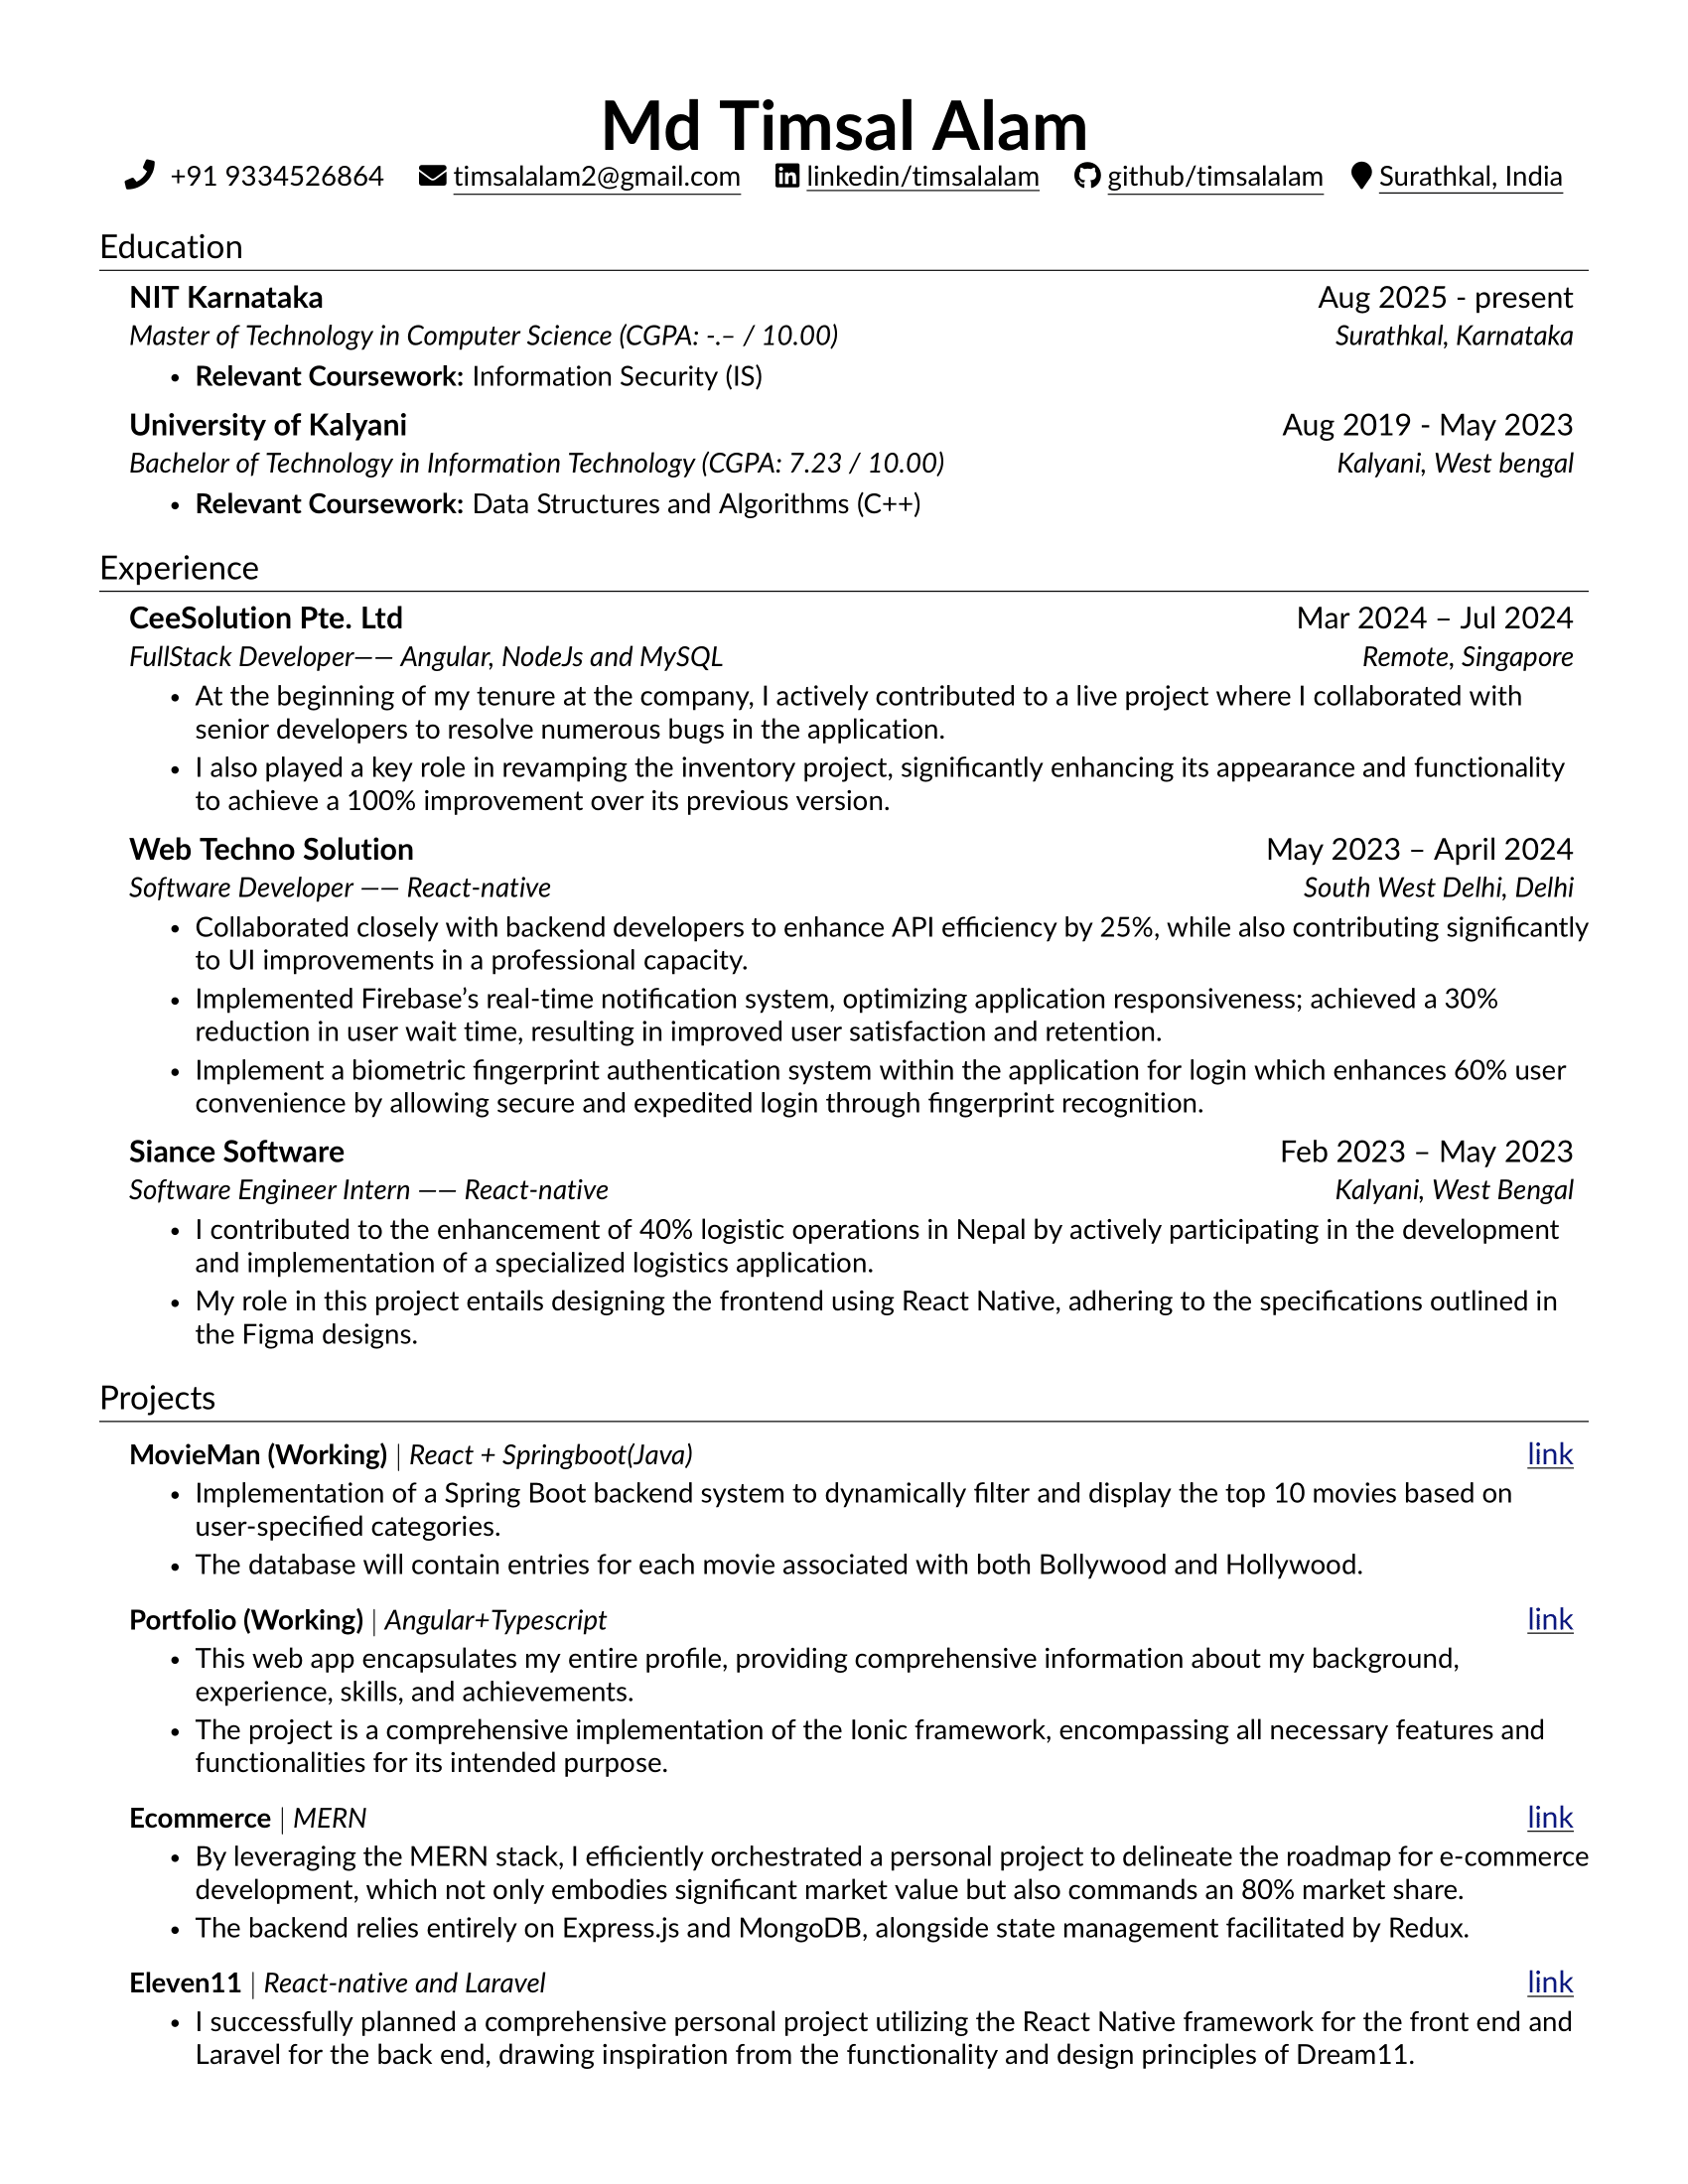 Md Timsal Alam
+91 9334526864 timsalalam2@gmail.com linkedin/timsalalam github/timsalalam Surathkal, India
Education
NIT Karnataka Aug 2025 - present
Master of Technology in Computer Science (CGPA: -.– / 10.00) Surathkal, Karnataka
• Relevant Coursework: Information Security (IS)
University of Kalyani Aug 2019 - May 2023
Bachelor of Technology in Information Technology (CGPA: 7.23 / 10.00) Kalyani, West bengal
• Relevant Coursework: Data Structures and Algorithms (C++)
Experience
CeeSolution Pte. Ltd Mar 2024 – Jul 2024
FullStack Developer—— Angular, NodeJs and MySQL Remote, Singapore
• At the beginning of my tenure at the company, I actively contributed to a live project where I collaborated with
senior developers to resolve numerous bugs in the application.
• I also played a key role in revamping the inventory project, significantly enhancing its appearance and functionality
to achieve a 100% improvement over its previous version.
Web Techno Solution May 2023 – April 2024
Software Developer —— React-native South West Delhi, Delhi
• Collaborated closely with backend developers to enhance API efficiency by 25%, while also contributing significantly
to UI improvements in a professional capacity.
• Implemented Firebase’s real-time notification system, optimizing application responsiveness; achieved a 30%
reduction in user wait time, resulting in improved user satisfaction and retention.
• Implement a biometric fingerprint authentication system within the application for login which enhances 60% user
convenience by allowing secure and expedited login through fingerprint recognition.
Siance Software Feb 2023 – May 2023
Software Engineer Intern —— React-native Kalyani, West Bengal
• I contributed to the enhancement of 40% logistic operations in Nepal by actively participating in the development
and implementation of a specialized logistics application.
• My role in this project entails designing the frontend using React Native, adhering to the specifications outlined in
the Figma designs.
Projects
MovieMan (Working) | React + Springboot(Java) link
• Implementation of a Spring Boot backend system to dynamically filter and display the top 10 movies based on
user-specified categories.
• The database will contain entries for each movie associated with both Bollywood and Hollywood.
Portfolio (Working) | Angular+Typescript link
• This web app encapsulates my entire profile, providing comprehensive information about my background,
experience, skills, and achievements.
• The project is a comprehensive implementation of the Ionic framework, encompassing all necessary features and
functionalities for its intended purpose.
Ecommerce | MERN link
• By leveraging the MERN stack, I efficiently orchestrated a personal project to delineate the roadmap for e-commerce
development, which not only embodies significant market value but also commands an 80% market share.
• The backend relies entirely on Express.js and MongoDB, alongside state management facilitated by Redux.
Eleven11 | React-native and Laravel link
• I successfully planned a comprehensive personal project utilizing the React Native framework for the front end and
Laravel for the back end, drawing inspiration from the functionality and design principles of Dream11.